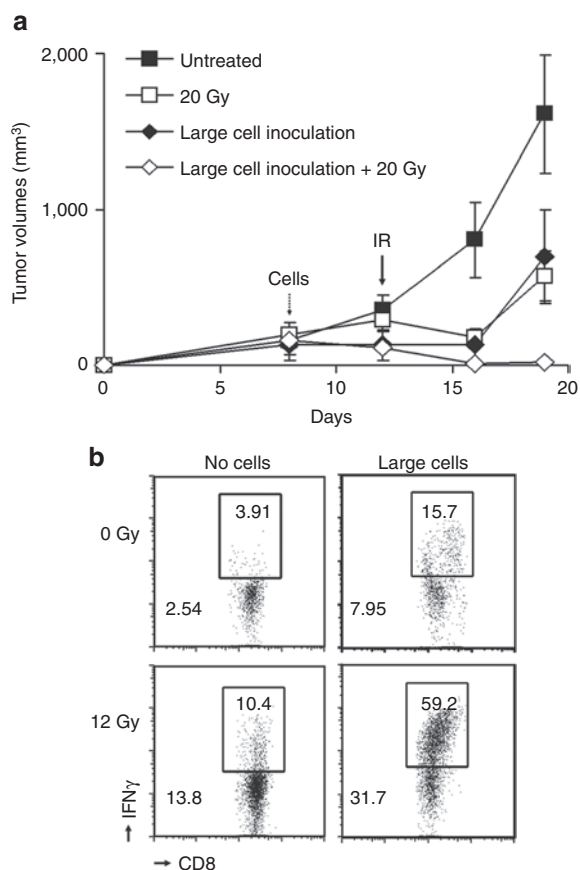 a
2,000
1,000
0
Tumor volumes (mm³)
Untreated
20 Gy
Large cell inoculation
Large cell inoculation + 20 Gy
Cells
IR
0 5 10 15 20
Days
b
No cells Large cells
0 Gy
3.91 15.7
2.54 7.95
12 Gy
10.4 59.2
13.8 31.7
IFNγ
CD8